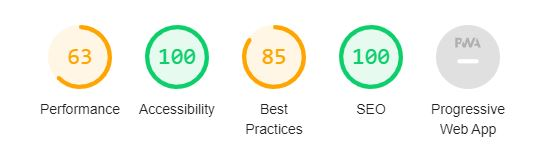 63 100 85 100 PWA
Performance Accessibility Best Practices SEO Progressive Web App